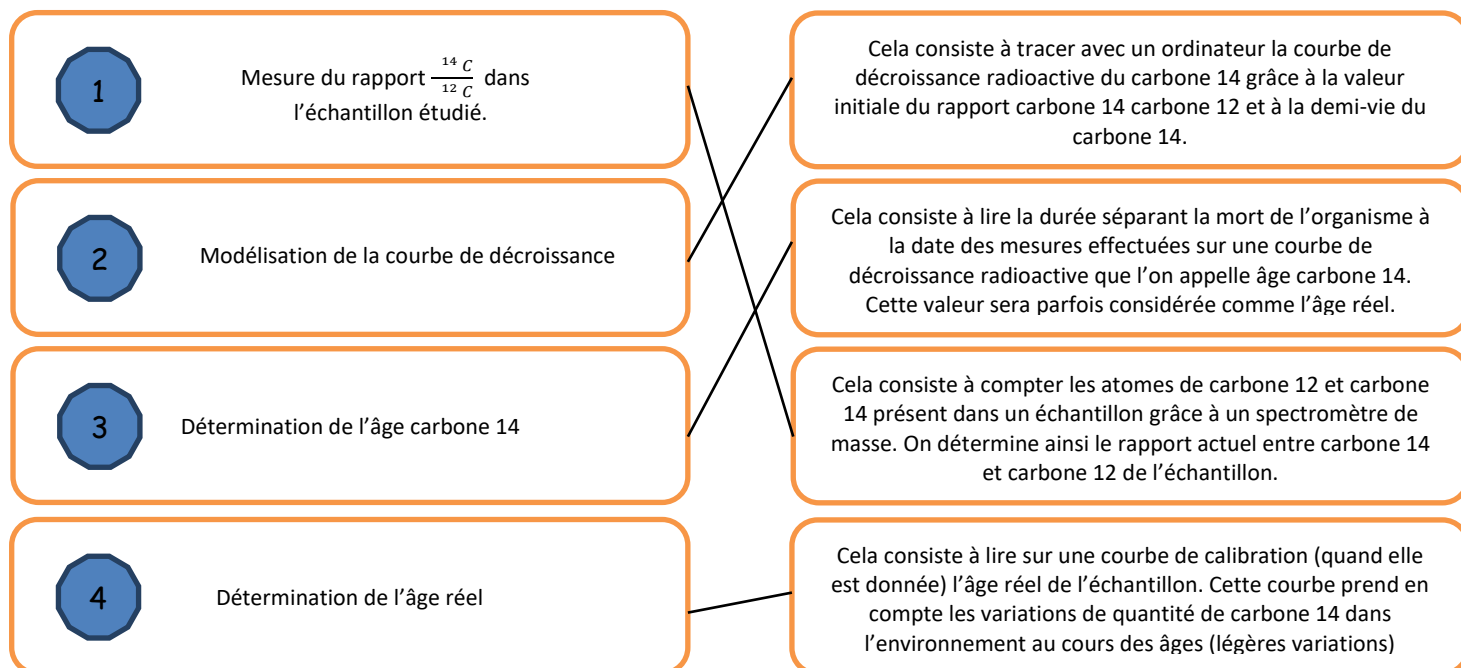 1
Mesure du rapport ¹⁴C/¹²C dans
l’échantillon étudié.
Cela consiste à tracer avec un ordinateur la courbe de
décroissance radioactive du carbone 14 grâce à la valeur
initiale du rapport carbone 14 carbone 12 et à la demi-vie du
carbone 14.
2
Modélisation de la courbe de décroissance
Cela consiste à lire la durée séparant la mort de l’organisme à
la date des mesures effectuées sur une courbe de
décroissance radioactive que l’on appelle âge carbone 14.
Cette valeur sera parfois considérée comme l’âge réel.
3
Détermination de l’âge carbone 14
Cela consiste à compter les atomes de carbone 12 et carbone
14 présent dans un échantillon grâce à un spectromètre de
masse. On détermine ainsi le rapport actuel entre carbone 14
et carbone 12 de l’échantillon.
4
Détermination de l’âge réel
Cela consiste à lire sur une courbe de calibration (quand elle
est donnée) l’âge réel de l’échantillon. Cette courbe prend en
compte les variations de quantité de carbone 14 dans
l’environnement au cours des âges (légères variations)